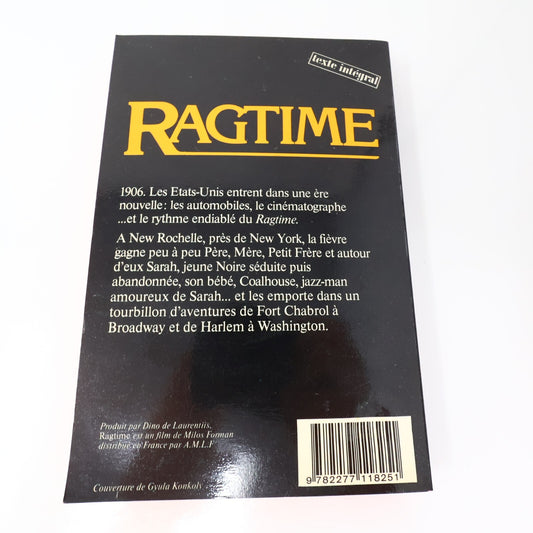 texte intégral
RAGTIME
1906. Les Etats-Unis entrent dans une ère
nouvelle: les automobiles, le cinématographe
...et le rythme endiablé du Ragtime.
A New Rochelle, près de New York, la fièvre
gagne peu à peu Père, Mère, Petit Frère et autour
d'eux Sarah, jeune Noire séduite puis
abandonnée, son bébé, Coalhouse, jazz-man
amoureux de Sarah... et les emporte dans un
tourbillon d'aventures de Fort Chabrol à
Broadway et de Harlem à Washington.
Produit par Dino de Laurentiis.
Ragtime est un film de Milos Forman
distribué en France par A.M.L.F
Couverture de Gyula Konkoly
9 782277 118251